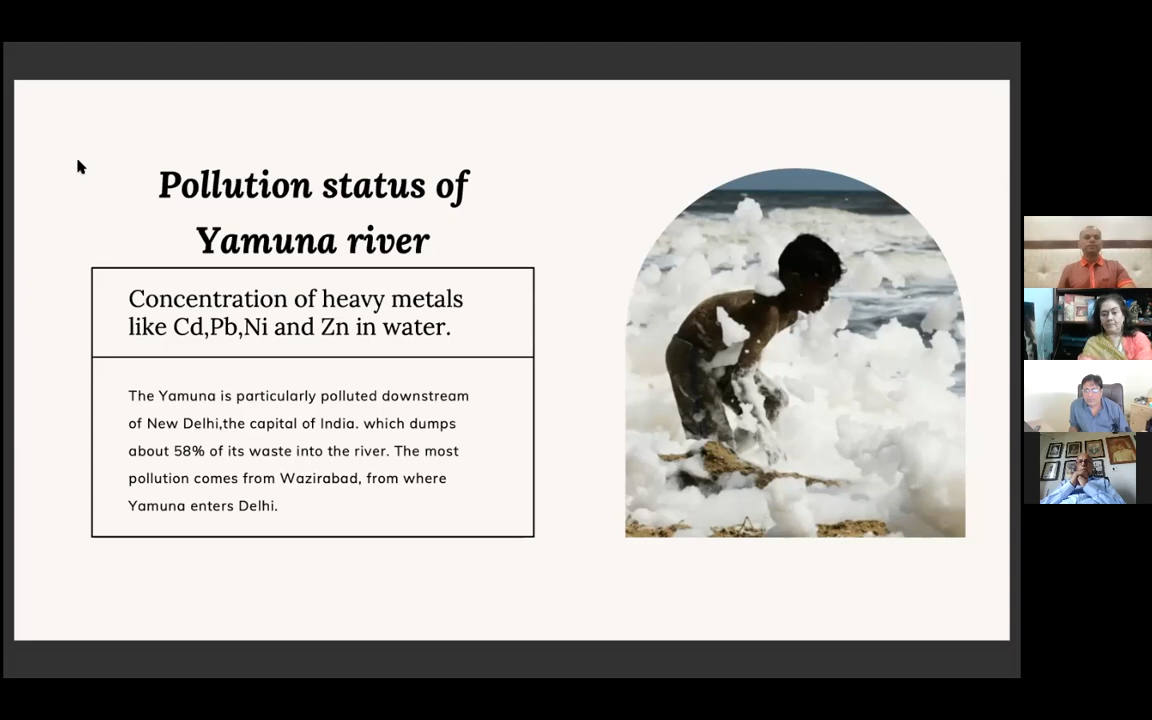 Pollution status of
Yamuna river
Concentration of heavy metals
like Cd,Pb,Ni and Zn in water.
The Yamuna is particularly polluted downstream
of New Delhi,the capital of India. which dumps
about 58% of its waste into the river. The most
pollution comes from Wazirabad, from where
Yamuna enters Delhi.